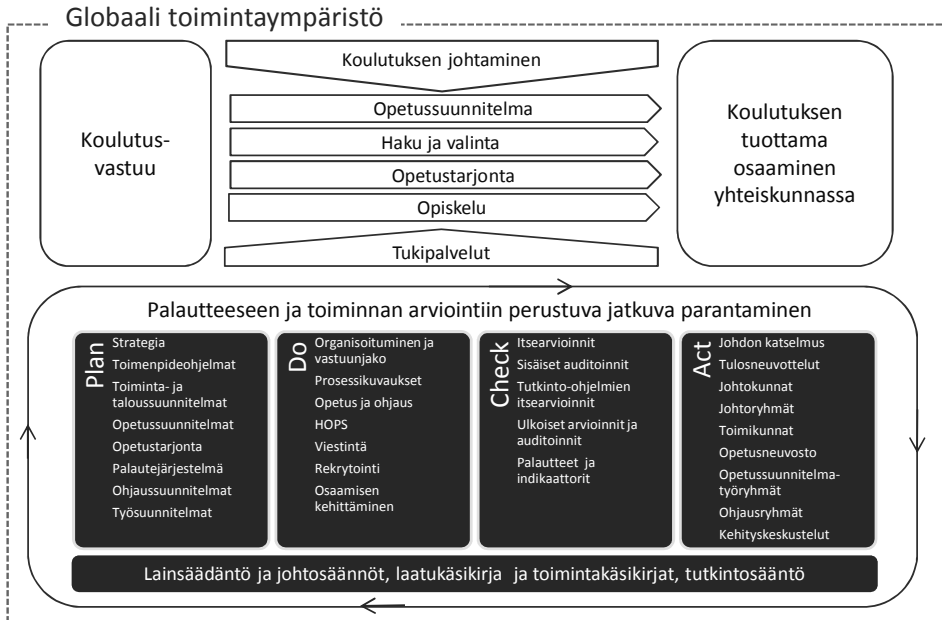 Globaali toimintaympäristö
Koulutus-
vastuu
Koulutuksen johtaminen
Opetussuunnitelma
Haku ja valinta
Opetustarjonta
Opiskelu
Tukipalvelut
Koulutuksen
tuottama
osaaminen
yhteiskunnassa
Palautteeseen ja toiminnan arviointiin perustuva jatkuva parantaminen
Plan
Strategia
Toimenpideohjelmat
Toiminta- ja
taloussuunnitelmat
Opetussuunnitelmat
Opetustarjonta
Palautejärjestelmä
Ohjaussuunnitelmat
Työsuunnitelmat
Do
Organisoituminen ja
vastuunjako
Prosessikuvaukset
Opetus ja ohjaus
HOPS
Viestintä
Rekrytointi
Osaamisen
kehittäminen
Check
Itsearvioinnit
Sisäiset auditoinnit
Tutkinto-ohjelmien
itsearvioinnit
Ulkoiset arvioinnit ja
auditoinnit
Palautteet ja
indikaattorit
Act
Johdon katselmus
Tulosneuvottelut
Johtokunnat
Johtoryhmät
Toimikunnat
Opetusneuvosto
Opetussuunnitelma-
työryhmät
Ohjausryhmät
Kehityskeskustelut
Lainsäädäntö ja johtosäännöt, laatukäsikirja ja toimintakäsikirjat, tutkintosääntö